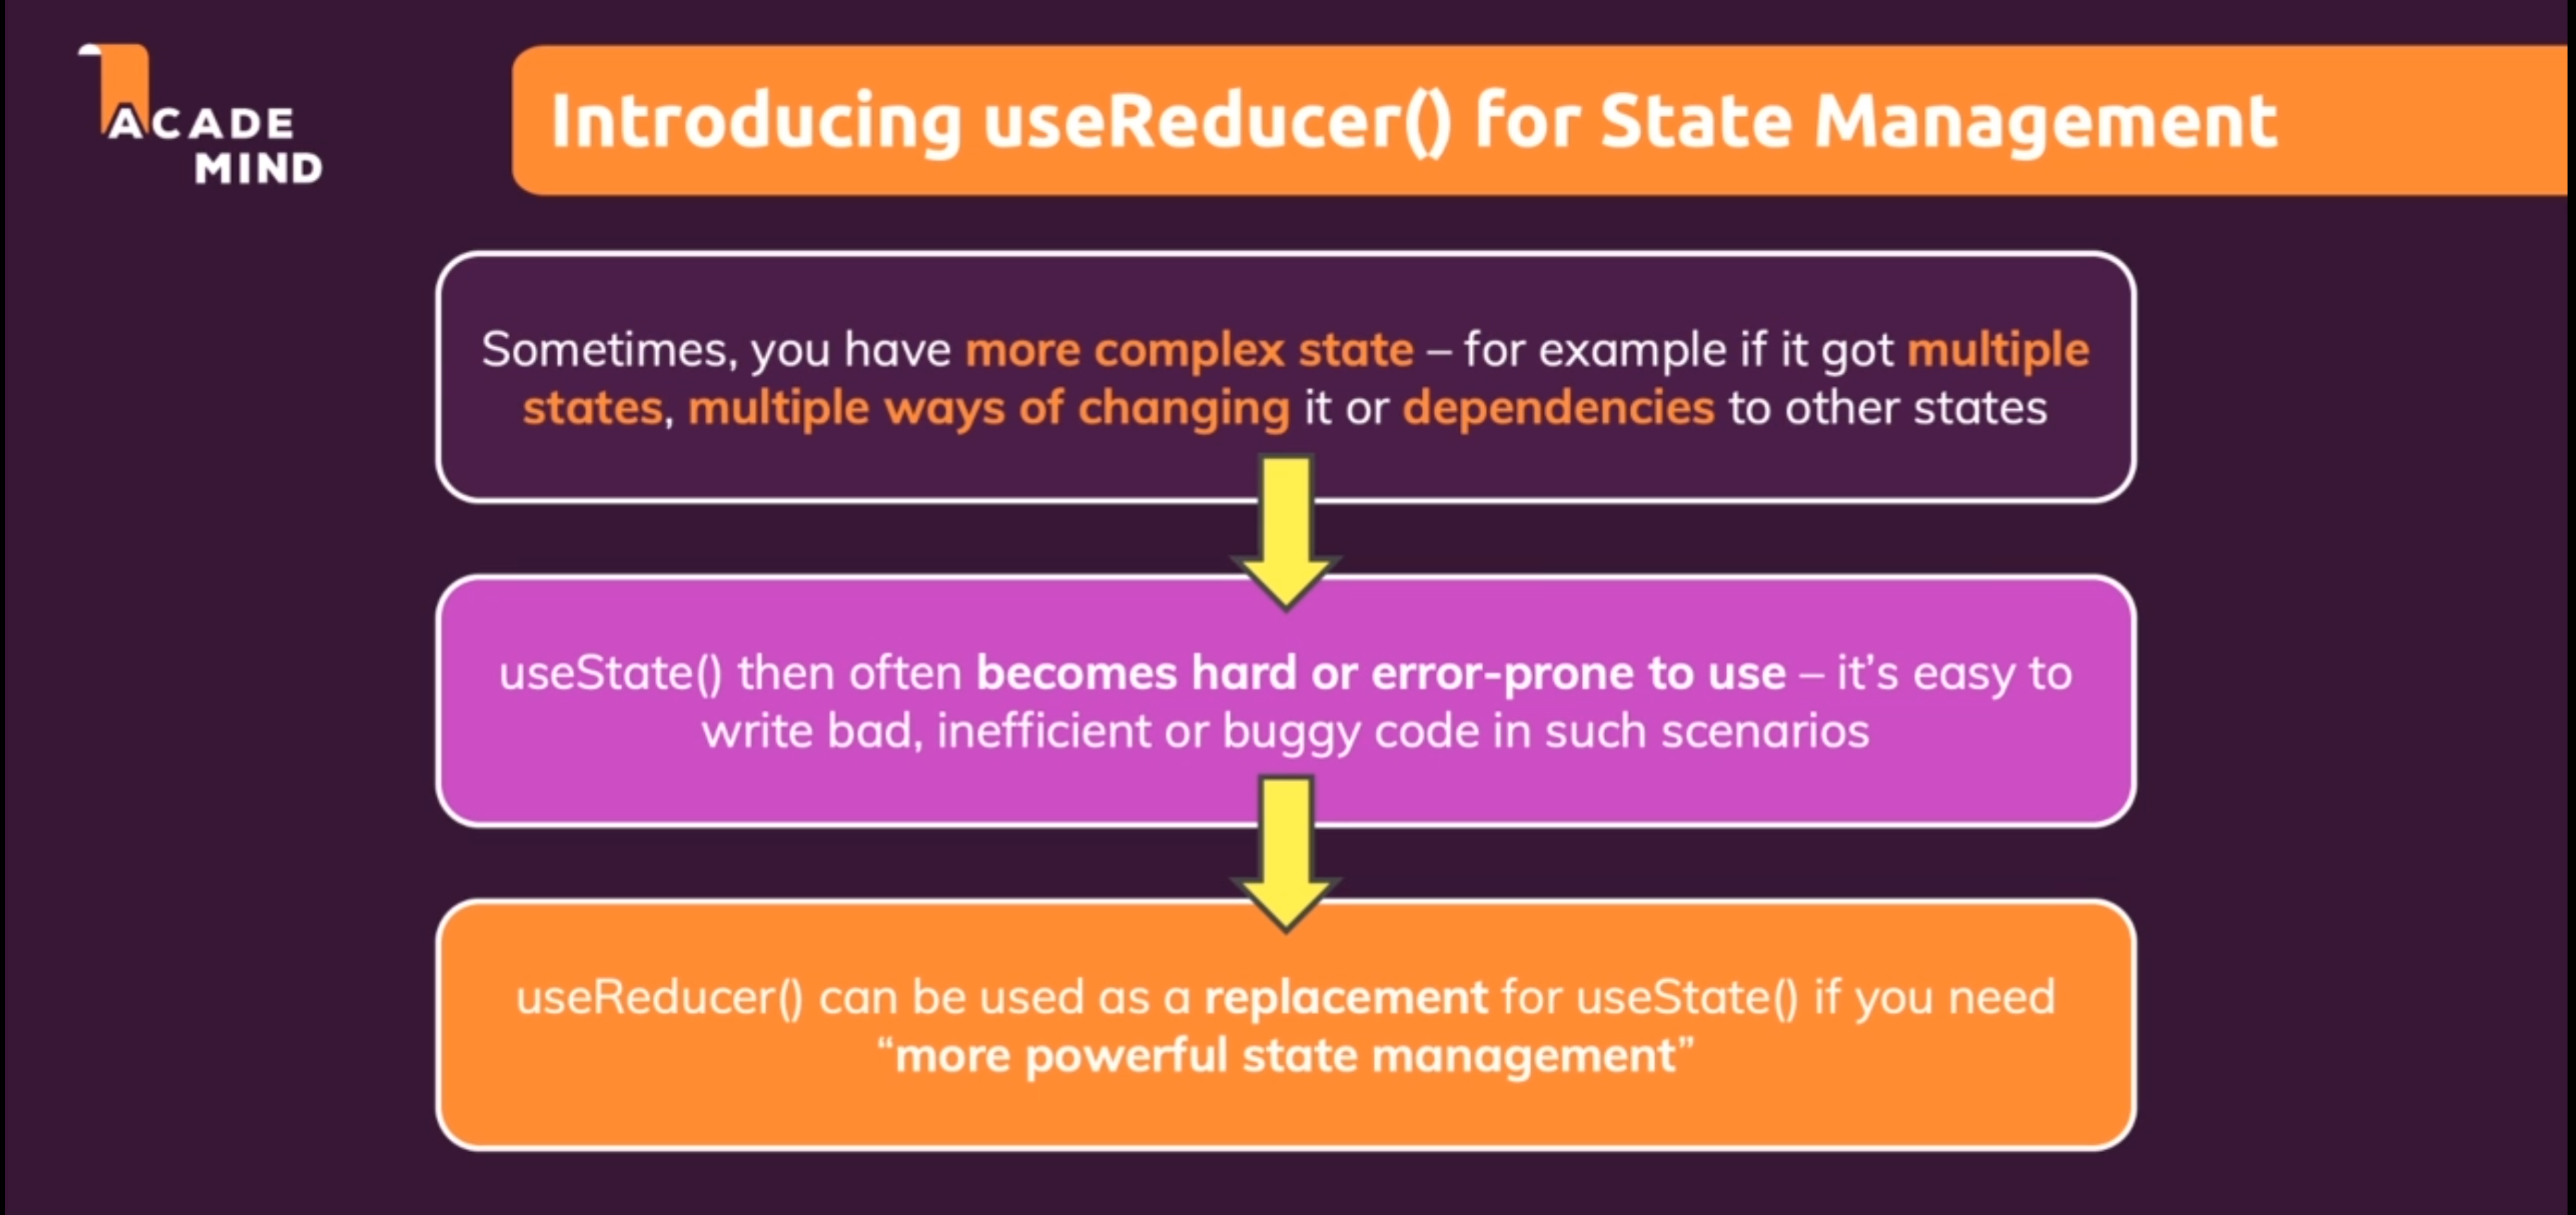 ACADE
MIND
Introducing useReducer() for State Management
Sometimes, you have more complex state – for example if it got multiple
states, multiple ways of changing it or dependencies to other states
useState() then often becomes hard or error-prone to use – it’s easy to
write bad, inefficient or buggy code in such scenarios
useReducer() can be used as a replacement for useState() if you need
“more powerful state management”